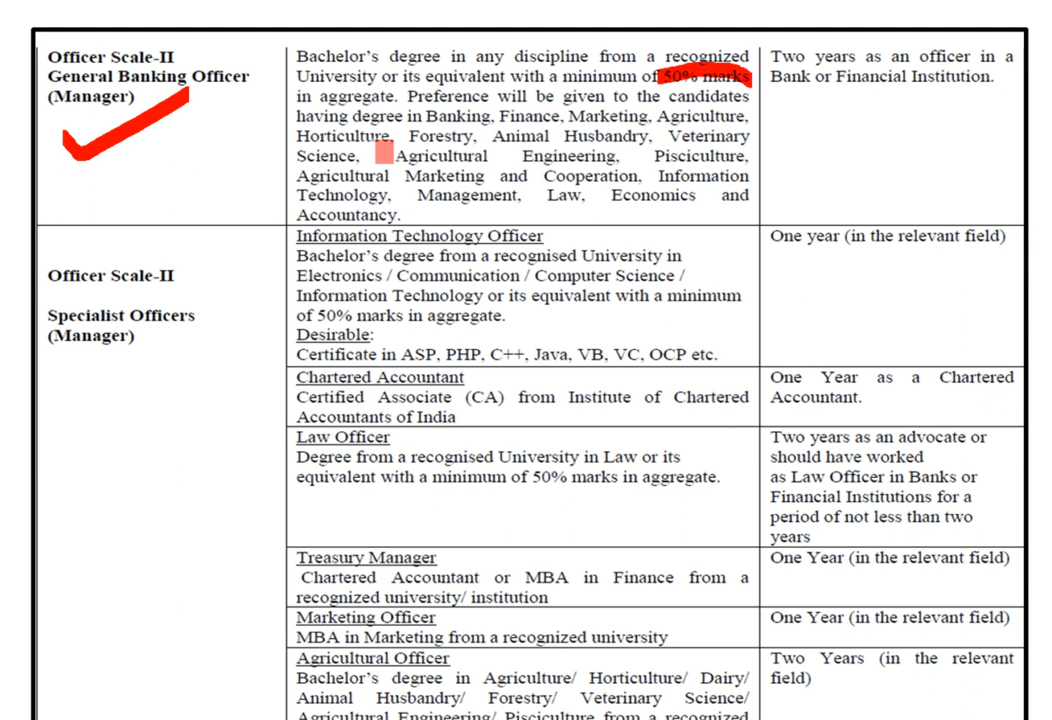 Officer Scale-II
General Banking Officer
(Manager)
Bachelor's degree in any discipline from a recognized
University or its equivalent with a minimum of 50% marks
in aggregate. Preference will be given to the candidates
having degree in Banking, Finance, Marketing, Agriculture,
Horticulture, Forestry, Animal Husbandry, Veterinary
Science, Agricultural Engineering, Pisciculture,
Agricultural Marketing and Cooperation, Information
Technology, Management, Law, Economics and
Accountancy.
Two years as an officer in a
Bank or Financial Institution.
Officer Scale-II
Specialist Officers
(Manager)
Information Technology Officer
Bachelor's degree from a recognised University in
Electronics / Communication / Computer Science /
Information Technology or its equivalent with a minimum
of 50% marks in aggregate.
Desirable:
Certificate in ASP, PHP, C++, Java, VB, VC, OCP etc.
One year (in the relevant field)
Chartered Accountant
Certified Associate (CA) from Institute of Chartered
Accountants of India
One Year as a Chartered
Accountant.
Law Officer
Degree from a recognised University in Law or its
equivalent with a minimum of 50% marks in aggregate.
Two years as an advocate or
should have worked
as Law Officer in Banks or
Financial Institutions for a
period of not less than two
years
Treasury Manager
Chartered Accountant or MBA in Finance from a
recognized university/ institution
One Year (in the relevant field)
Marketing Officer
MBA in Marketing from a recognized university
One Year (in the relevant field)
Agricultural Officer
Bachelor's degree in Agriculture/ Horticulture/ Dairy/
Animal Husbandry/ Forestry/ Veterinary Science/
Agricultural Engineering/ Pisciculture from a recognized
Two Years (in the relevant
field)